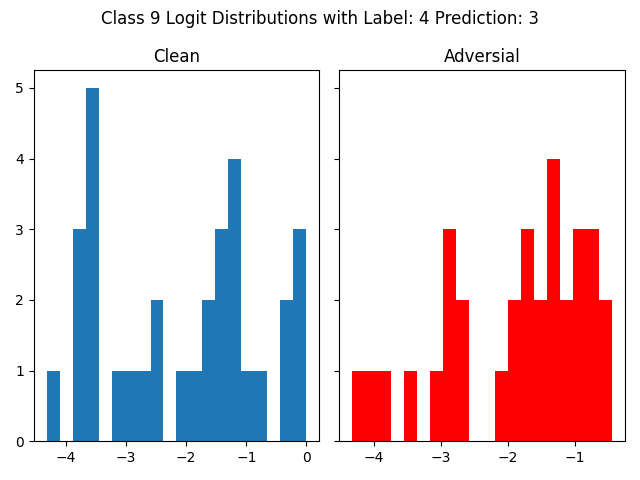 Class 9 Logit Distributions with Label: 4 Prediction: 3
Clean
Adversial
5
4
3
2
1
0
−4 −3 −2 −1 0
−4 −3 −2 −1